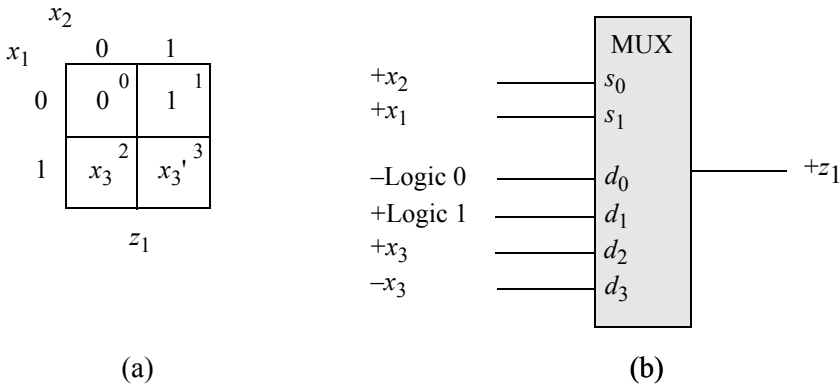 x₂
x₁ 0 1
0 0 ⁰ 1 ¹
1 x₃ ² x₃' ³
z₁
(a)
MUX
+x₂ s₀
+x₁ s₁
–Logic 0 d₀
+Logic 1 d₁
+x₃ d₂
–x₃ d₃
+z₁
(b)